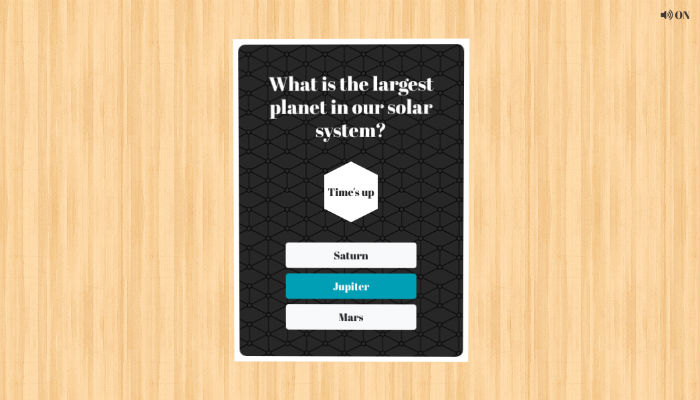 ON
What is the largest
planet in our solar
system?
Time's up
Saturn
Jupiter
Mars